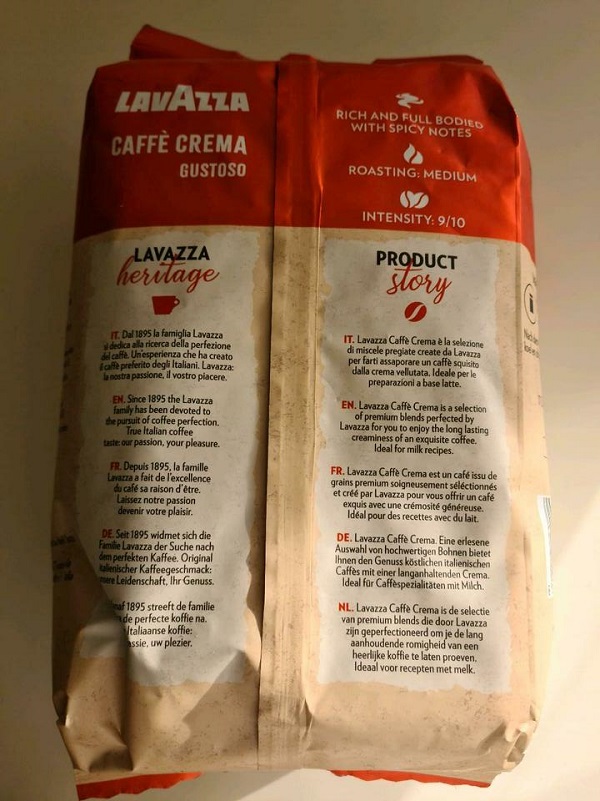 LAVAZZA
CAFFÈ CREMA
GUSTOSO
RICH AND FULL BODIED
WITH SPICY NOTES
ROASTING: MEDIUM
INTENSITY: 9/10
LAVAZZA
heritage
IT. Dal 1895 la famiglia Lavazza
si dedica alla ricerca della perfezione
del caffè. Un'esperienza che ha creato
il caffè preferito degli Italiani. Lavazza:
la nostra passione, il vostro piacere.
EN. Since 1895 the Lavazza
family has been devoted to
the pursuit of coffee perfection.
True Italian coffee
taste: our passion, your pleasure.
FR. Depuis 1895, la famille
Lavazza a fait de l'excellence
du café sa raison d'être.
Laissez notre passion
devenir votre plaisir.
DE. Seit 1895 widmet sich die
Familie Lavazza der Suche nach
dem perfekten Kaffee. Original
italienischer Kaffeegeschmack:
Leidenschaft, Ihr Genuss.
1895 streeft de familie
de perfecte koffie na.
Italiaanse koffie:
uw plezier.
PRODUCT
story
IT. Lavazza Caffè Crema è la selezione
di miscele pregiate create da Lavazza
per farti assaporare un caffè squisito
dalla crema vellutata. Ideale per le
preparazioni a base latte.
EN. Lavazza Caffè Crema is a selection
of premium blends perfected by
Lavazza for you to enjoy the long lasting
creaminess of an exquisite coffee.
Ideal for milk recipes.
FR. Lavazza Caffè Crema est un café issu de
grains premium soigneusement séléctionnés
et créé par Lavazza pour vous offrir un café
exquis avec une crémosité généreuse.
Idéal pour des recettes avec du lait.
DE. Lavazza Caffè Crema. Eine erlesene
Auswahl von hochwertigen Bohnen bietet
Ihnen den Genuss köstlichen italienischen
Caffès mit einer langanhaltenden Crema.
Ideal für Caffèspezialitäten mit Milch.
NL. Lavazza Caffè Crema is de selectie
van premium blends die door Lavazza
zijn geperfectioneerd om je de lang
aanhoudende romigheid van een
heerlijke koffie te laten proeven.
Ideaal voor recepten met melk.